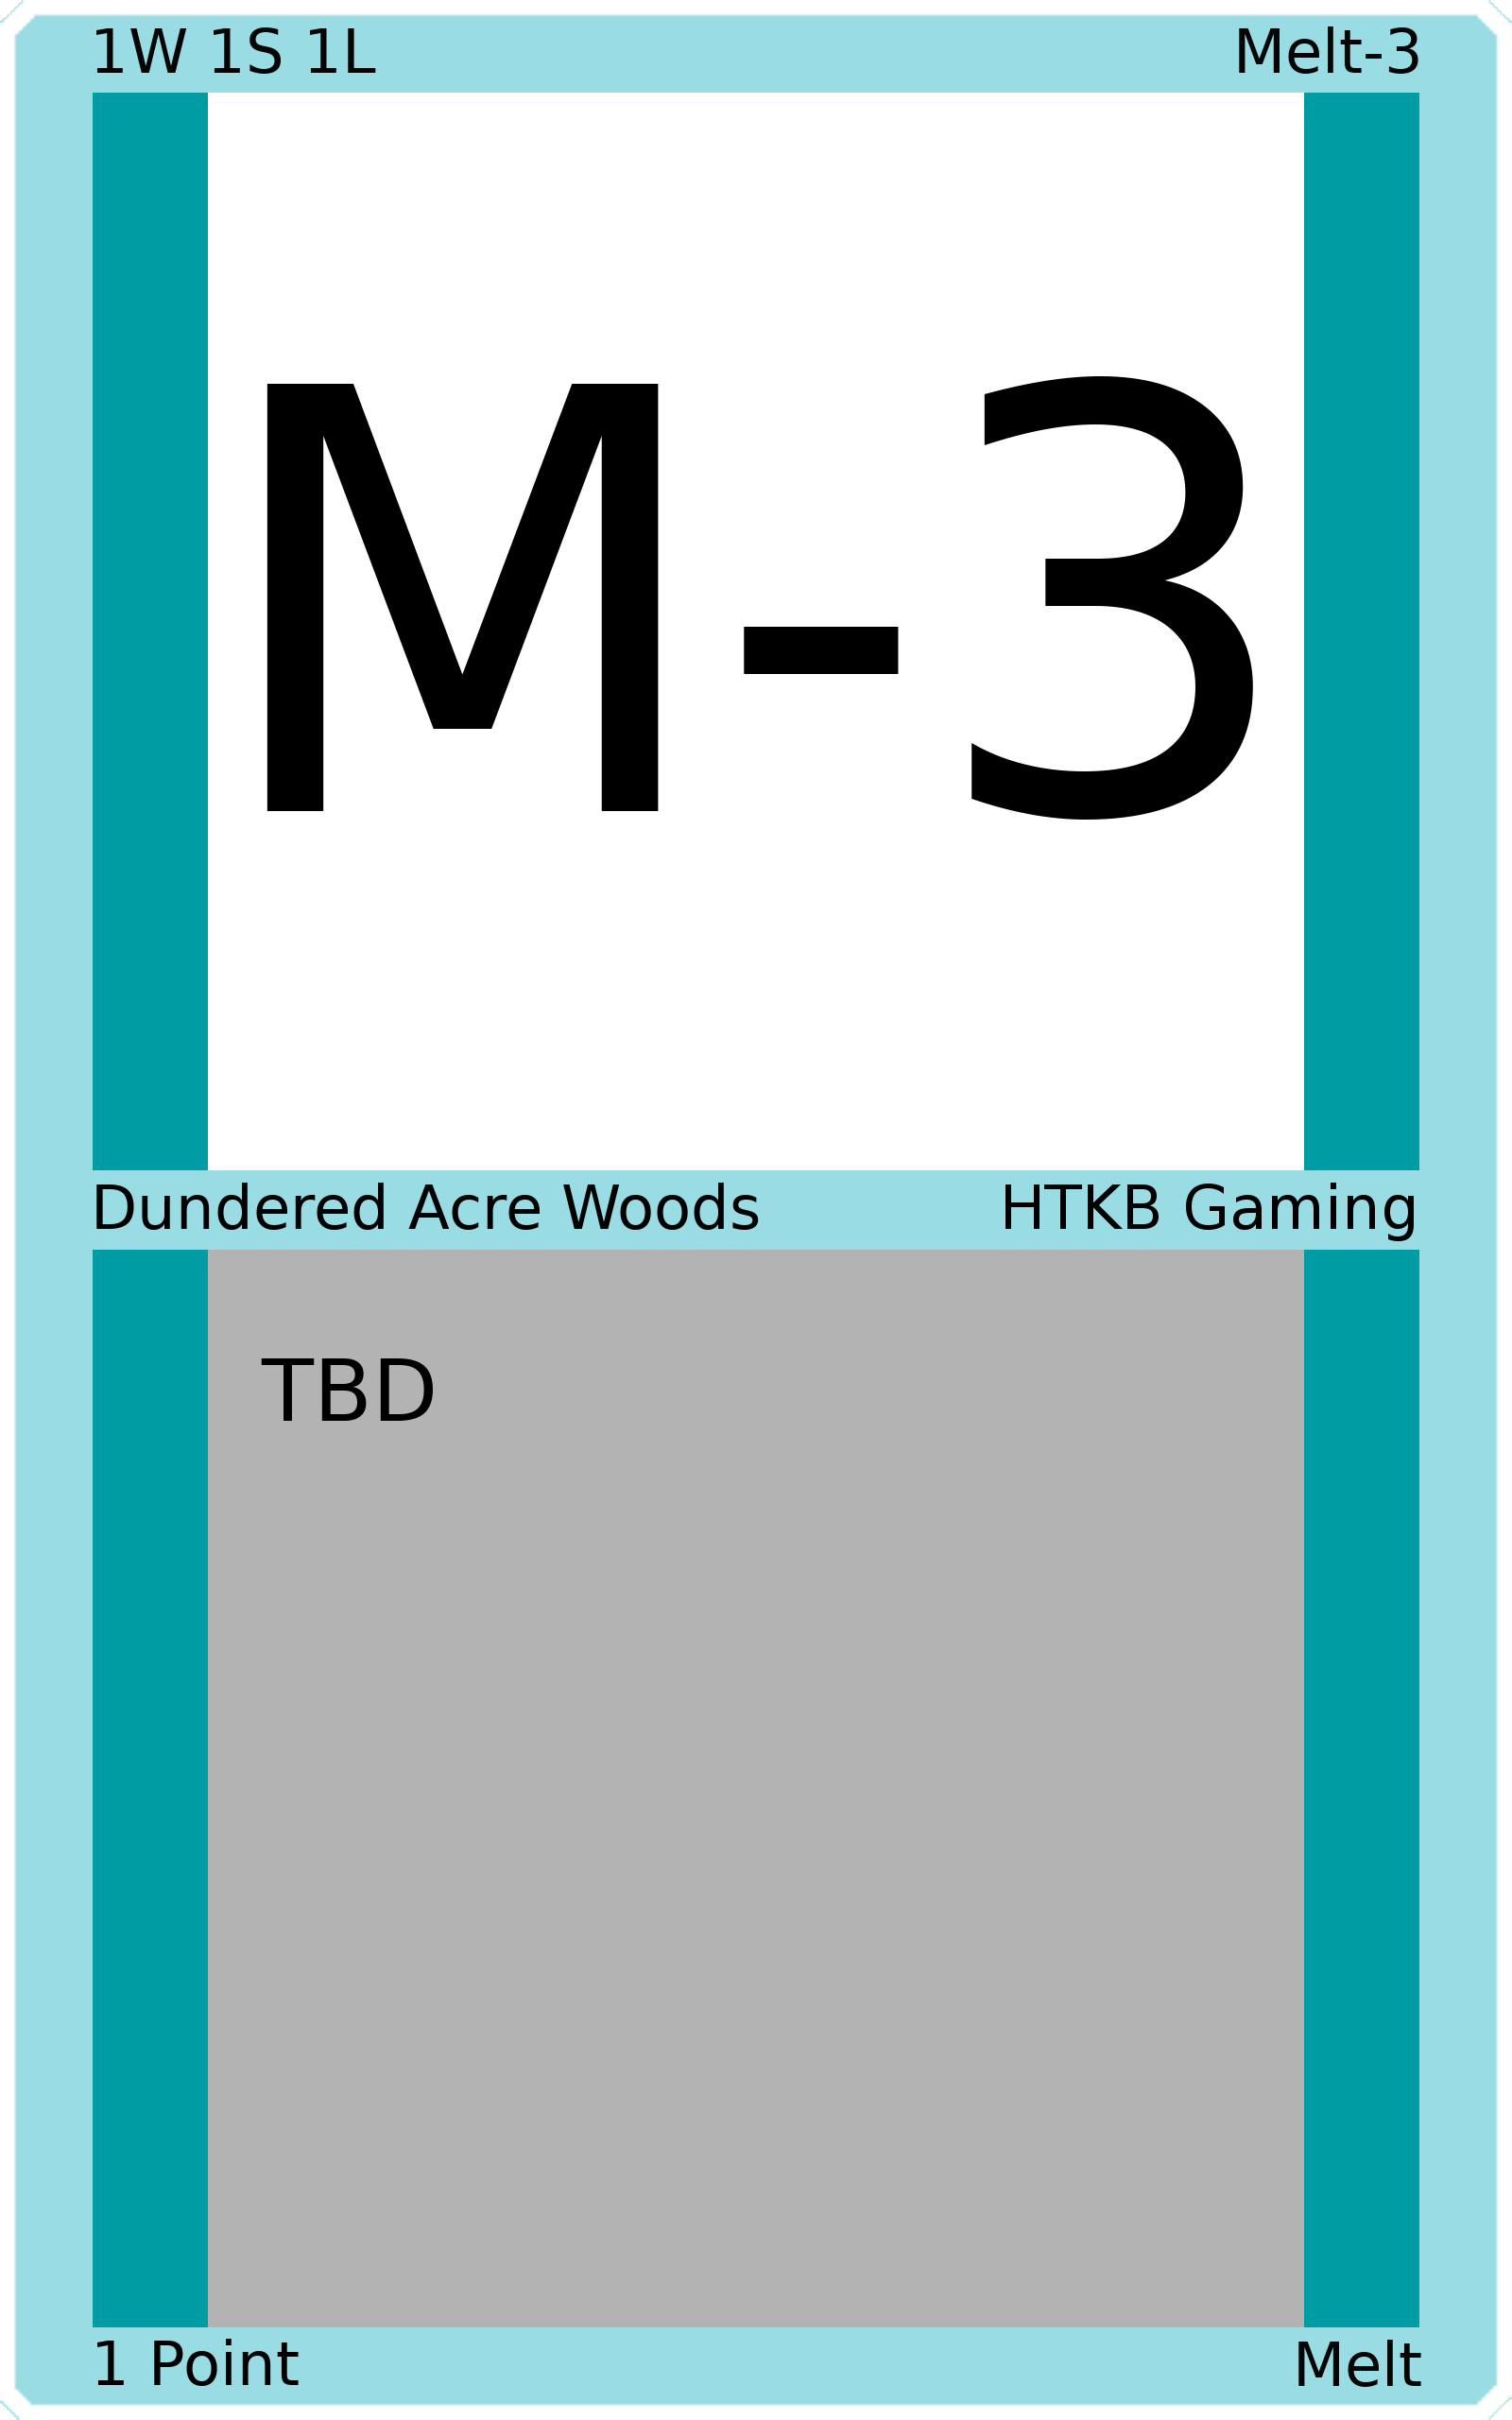 1W 1S 1L Melt-3
M-3
Dundered Acre Woods HTKB Gaming
TBD
1 Point Melt